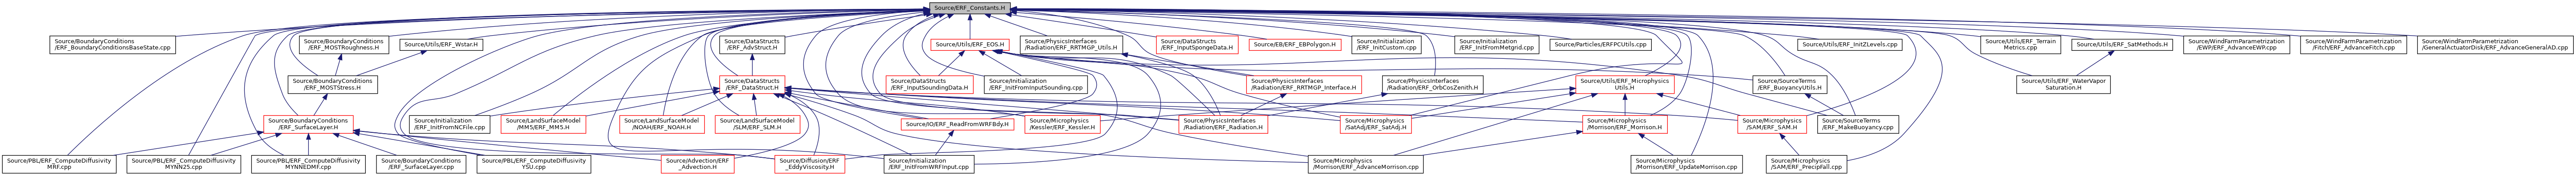 Source/ERF_Constants.H
Source/BoundaryConditions
/ERF_BoundaryConditionsBaseState.cpp
Source/BoundaryConditions
/ERF_MOSTRoughness.H
Source/Utils/ERF_Wstar.H
Source/DataStructs
/ERF_AdvStruct.H
Source/Utils/ERF_EOS.H
Source/PhysicsInterfaces
/Radiation/ERF_RRTMGP_Utils.H
Source/DataStructs
/ERF_InputSpongeData.H
Source/EB/ERF_EBPolygon.H
Source/Initialization
/ERF_InitCustom.cpp
Source/Initialization
/ERF_InitFromMetgrid.cpp
Source/Particles/ERFPCUtils.cpp
Source/Utils/ERF_InitZLevels.cpp
Source/Utils/ERF_Terrain
Metrics.cpp
Source/Utils/ERF_SatMethods.H
Source/WindFarmParametrization
/EWP/ERF_AdvanceEWP.cpp
Source/WindFarmParametrization
/Fitch/ERF_AdvanceFitch.cpp
Source/WindFarmParametrization
/GeneralActuatorDisk/ERF_AdvanceGeneralAD.cpp
Source/BoundaryConditions
/ERF_MOSTStress.H
Source/DataStructs
/ERF_DataStruct.H
Source/DataStructs
/ERF_InputSoundingData.H
Source/Initialization
/ERF_InitFromInputSounding.cpp
Source/PhysicsInterfaces
/Radiation/ERF_RRTMGP_Interface.H
Source/PhysicsInterfaces
/Radiation/ERF_OrbCosZenith.H
Source/Utils/ERF_Microphysics
Utils.H
Source/SourceTerms
/ERF_BuoyancyUtils.H
Source/Utils/ERF_WaterVapor
Saturation.H
Source/BoundaryConditions
/ERF_SurfaceLayer.H
Source/Initialization
/ERF_InitFromNCFile.cpp
Source/LandSurfaceModel
/MM5/ERF_MM5.H
Source/LandSurfaceModel
/NOAH/ERF_NOAH.H
Source/LandSurfaceModel
/SLM/ERF_SLM.H
Source/IO/ERF_ReadFromWRFBdy.H
Source/Microphysics
/Kessler/ERF_Kessler.H
Source/PhysicsInterfaces
/Radiation/ERF_Radiation.H
Source/Microphysics
/SatAdj/ERF_SatAdj.H
Source/Microphysics
/Morrison/ERF_Morrison.H
Source/Microphysics
/SAM/ERF_SAM.H
Source/SourceTerms
/ERF_MakeBuoyancy.cpp
Source/PBL/ERF_ComputeDiffusivity
MRF.cpp
Source/PBL/ERF_ComputeDiffusivity
MYNN25.cpp
Source/PBL/ERF_ComputeDiffusivity
MYNNEDMF.cpp
Source/BoundaryConditions
/ERF_SurfaceLayer.cpp
Source/PBL/ERF_ComputeDiffusivity
YSU.cpp
Source/Advection/ERF
_Advection.H
Source/Diffusion/ERF
_EddyViscosity.H
Source/Initialization
/ERF_InitFromWRFInput.cpp
Source/Microphysics
/Morrison/ERF_AdvanceMorrison.cpp
Source/Microphysics
/Morrison/ERF_UpdateMorrison.cpp
Source/Microphysics
/SAM/ERF_PrecipFall.cpp